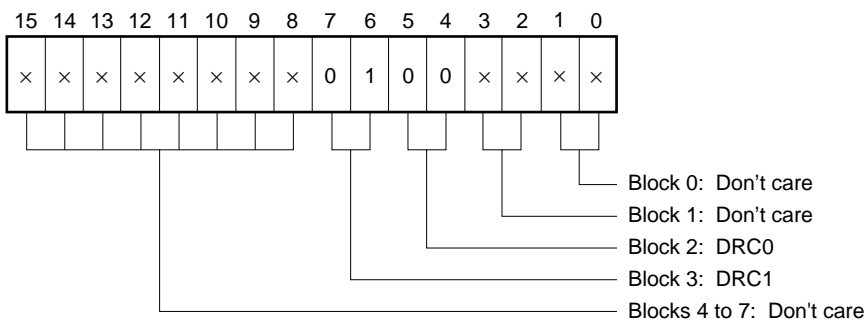 15 14 13 12 11 10 9 8 7 6 5 4 3 2 1 0
× × × × × × × × 0 1 0 0 × × × ×
Block 0: Don't care
Block 1: Don't care
Block 2: DRC0
Block 3: DRC1
Blocks 4 to 7: Don't care